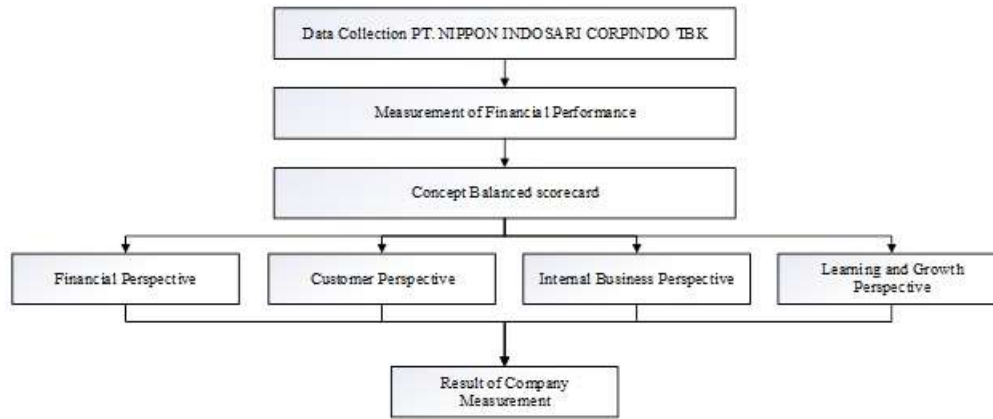 Data Collection PT. NIPPON INDOSARI CORPINDO TBK
Measurement of Financial Performance
Concept Balanced scorecard
Financial Perspective
Customer Perspective
Internal Business Perspective
Learning and Growth
Perspective
Result of Company
Measurement